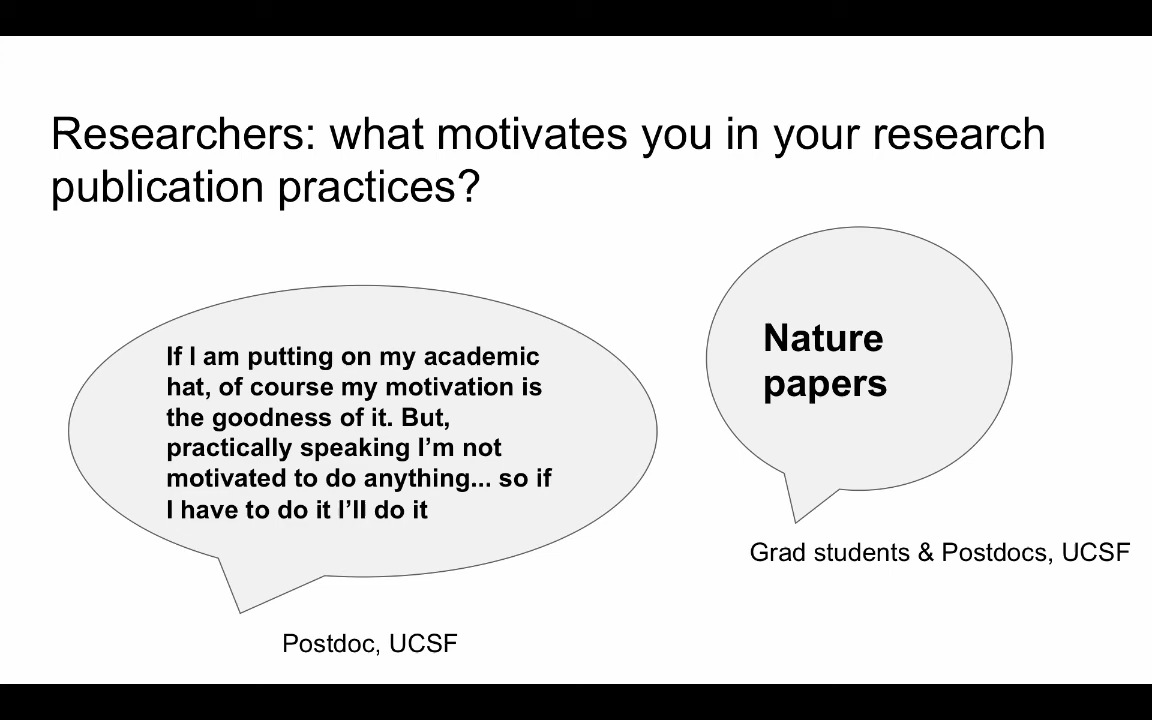 Researchers: what motivates you in your research
publication practices?
If I am putting on my academic
hat, of course my motivation is
the goodness of it. But,
practically speaking I’m not
motivated to do anything... so if
I have to do it I’ll do it
Postdoc, UCSF
Nature
papers
Grad students & Postdocs, UCSF